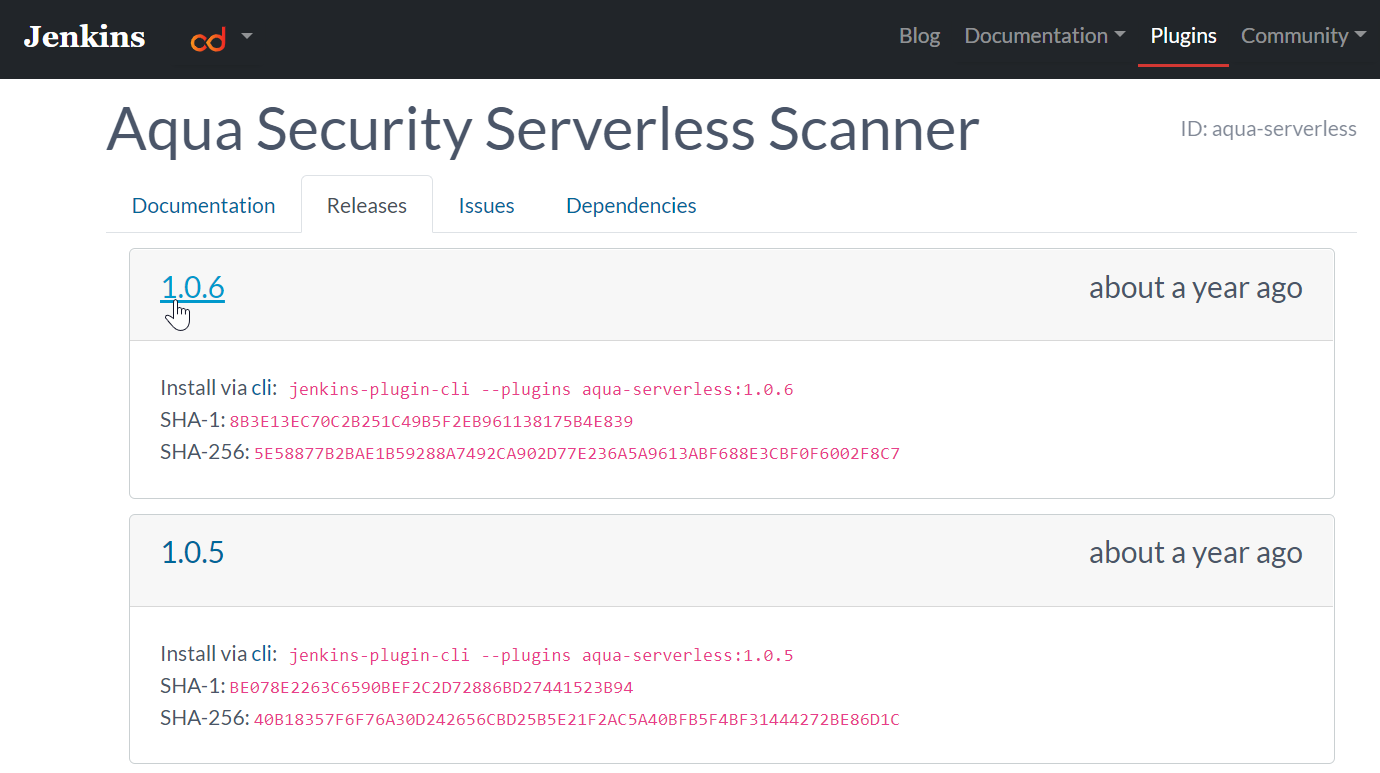 Jenkins cd Blog Documentation Plugins Community
Aqua Security Serverless Scanner ID: aqua-serverless
Documentation Releases Issues Dependencies
1.0.6 about a year ago
Install via cli: jenkins-plugin-cli --plugins aqua-serverless:1.0.6
SHA-1: 8B3E13EC70C2B251C49B5F2EB961138175B4E839
SHA-256: 5E58877B2BAE1B59288A7492CA902D77E236A5A9613ABF688E3CBF0F6002F8C7
1.0.5 about a year ago
Install via cli: jenkins-plugin-cli --plugins aqua-serverless:1.0.5
SHA-1: BE078E2263C6590BEF2C2D72886BD27441523B94
SHA-256: 40B18357F6F76A30D242656CBD25B5E21F2AC5A40BFB5F4BF31444272BE86D1C